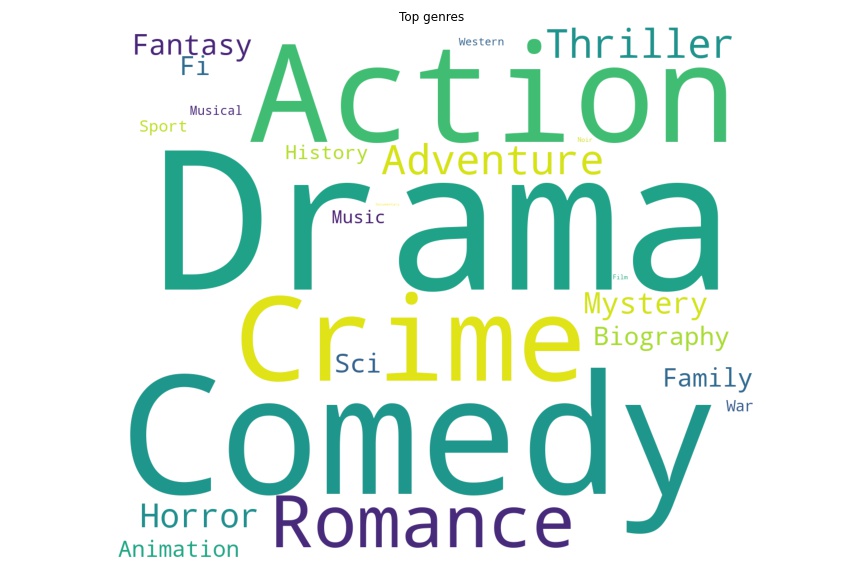 Top genres
Fantasy
Fi
Western
Thriller
Action
Musical
Sport
History
Adventure
Noir
Drama
Music
Film
Crime
Mystery
Biography
Sci
Family
War
Comedy
Horror
Romance
Animation